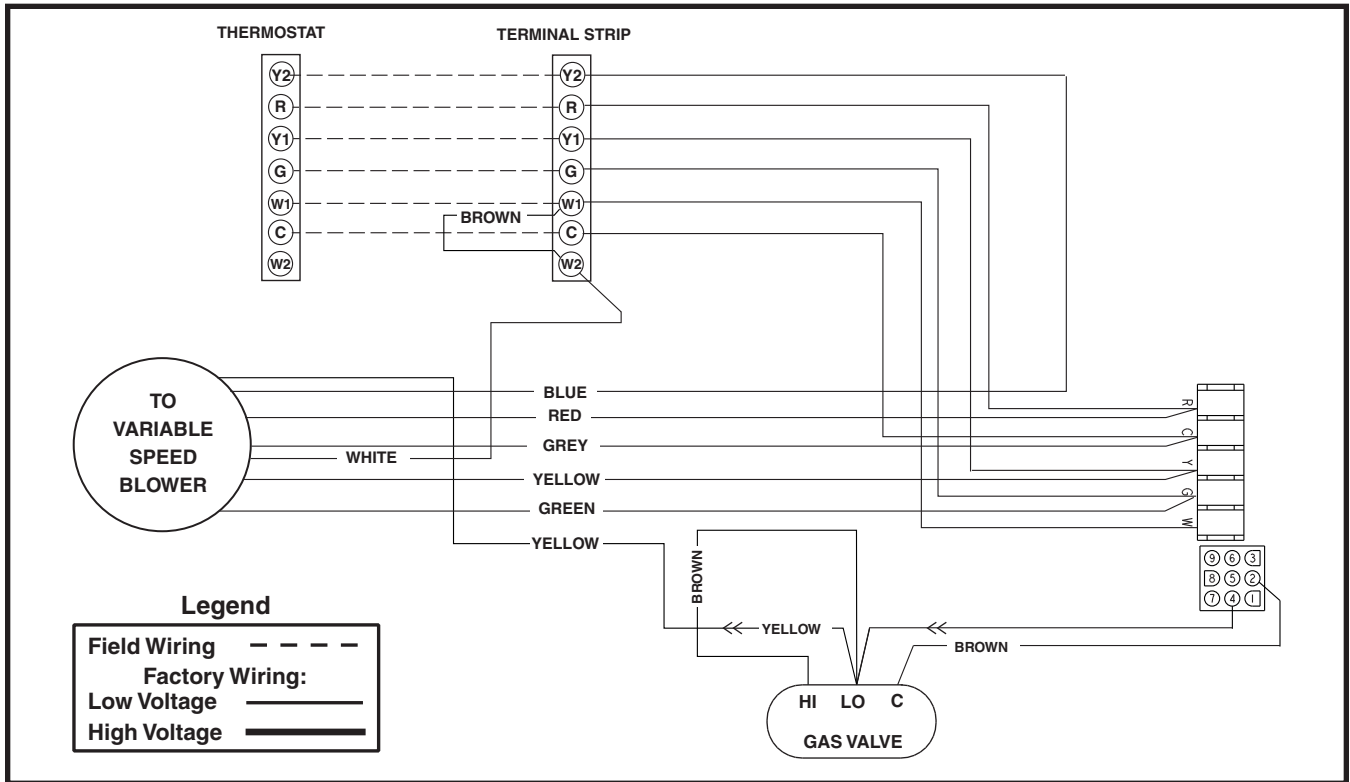 THERMOSTAT
TERMINAL STRIP
Y2
R
Y1
G
W1
C
W2
Y2
R
Y1
G
W1
C
W2
BROWN
TO
VARIABLE
SPEED
BLOWER
BLUE
RED
GREY
WHITE
YELLOW
GREEN
YELLOW
R
C
Y
G
W
9 6 3
8 5 2
7 4 1
BROWN
YELLOW
BROWN
HI LO C
GAS VALVE
Legend
Field Wiring
Factory Wiring:
Low Voltage
High Voltage